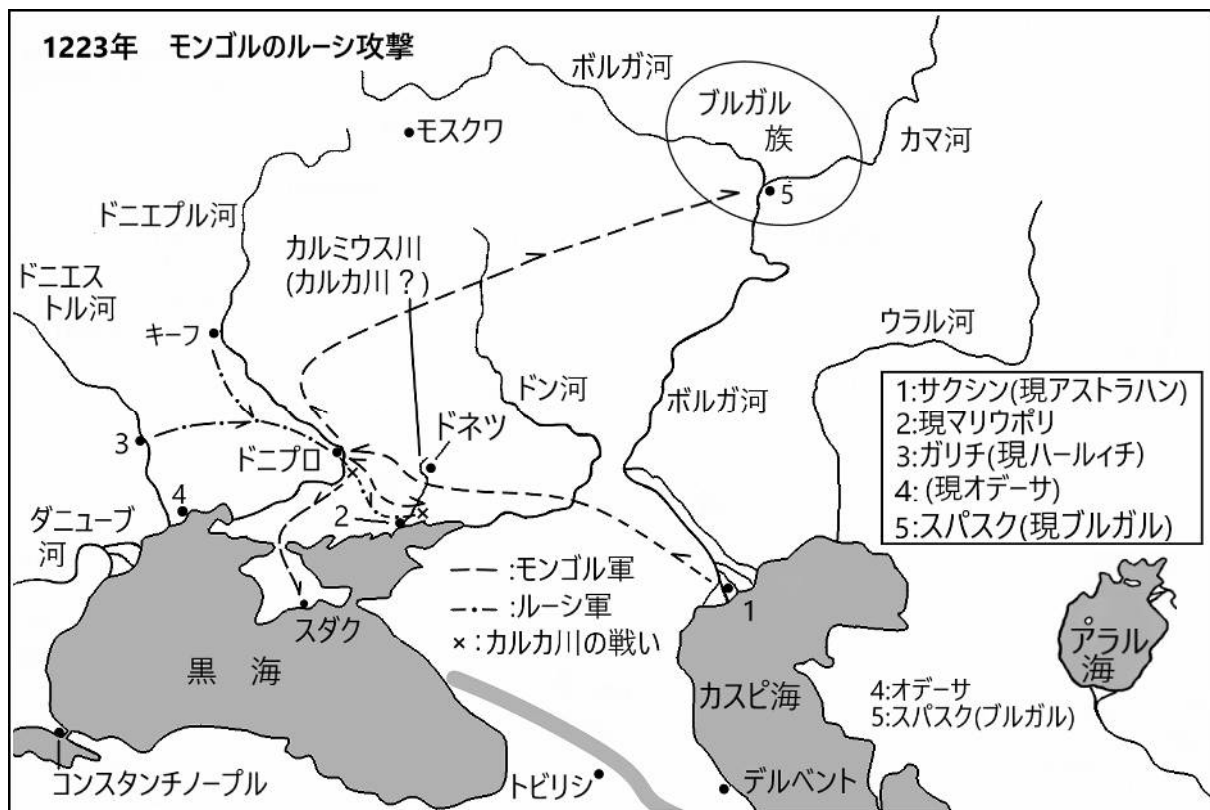 1223年　モンゴルのルーシ攻撃
ボルガ河
ブルガル
族
カマ河
モスクワ
5
ドニエプル河
カルミウス川
(カルカ川？)
ドニエス
トル河
キーフ
ウラル河
ドン河
ボルガ河
1:サクシン(現アストラハン)
2:現マリウポリ
3:ガリチ(現ハールィチ)
4: (現オデーサ)
5:スパスク(現ブルガル)
3
ドニプロ
ドネツ
4
2
×
×
ダニューブ
河
:モンゴル軍
:ルーシ軍
×:カルカ川の戦い
1
スダク
アラル
海
黒　海
カスピ海
4:オデーサ
5:スパスク(ブルガル)
コンスタンチノープル
トビリシ
デルベント